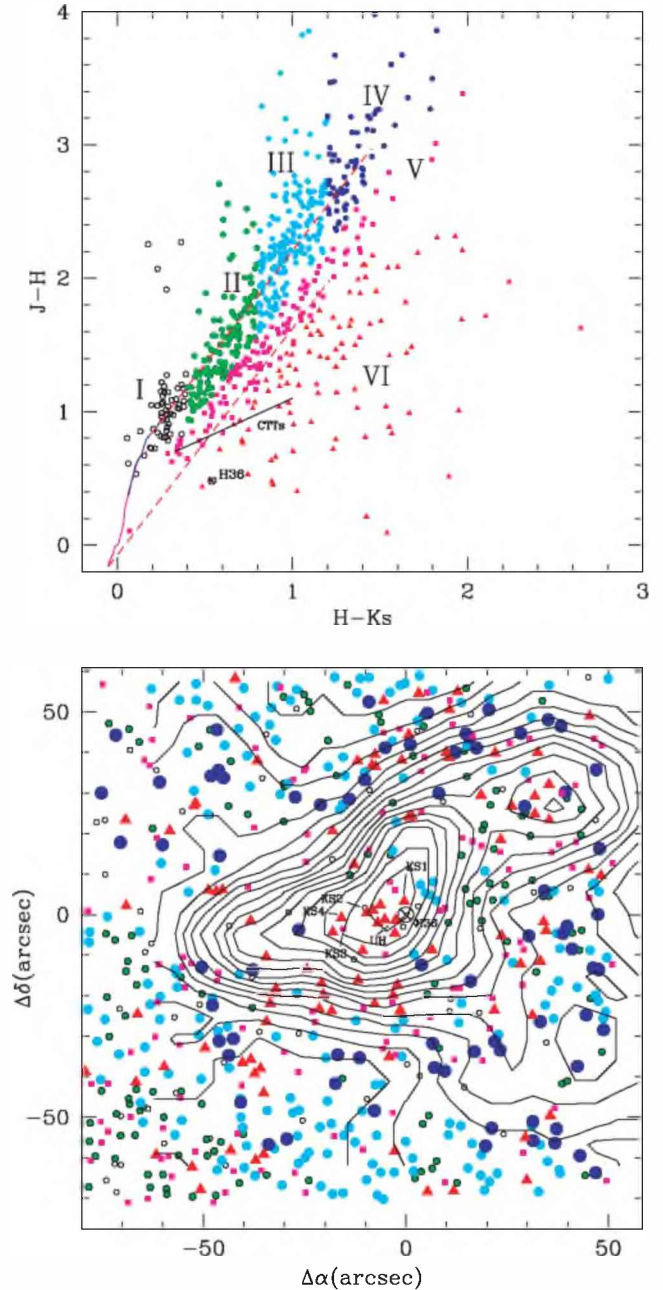 4
IV
III
V
3
II
2
J-H
I
VI
1
CTTs
H36
0
0
1
2
3
H-Ks
50
KS1
KS2
KS4
0
H36
UH
KS3
Δδ(arcsec)
-50
-50
0
50
Δα(arcsec)